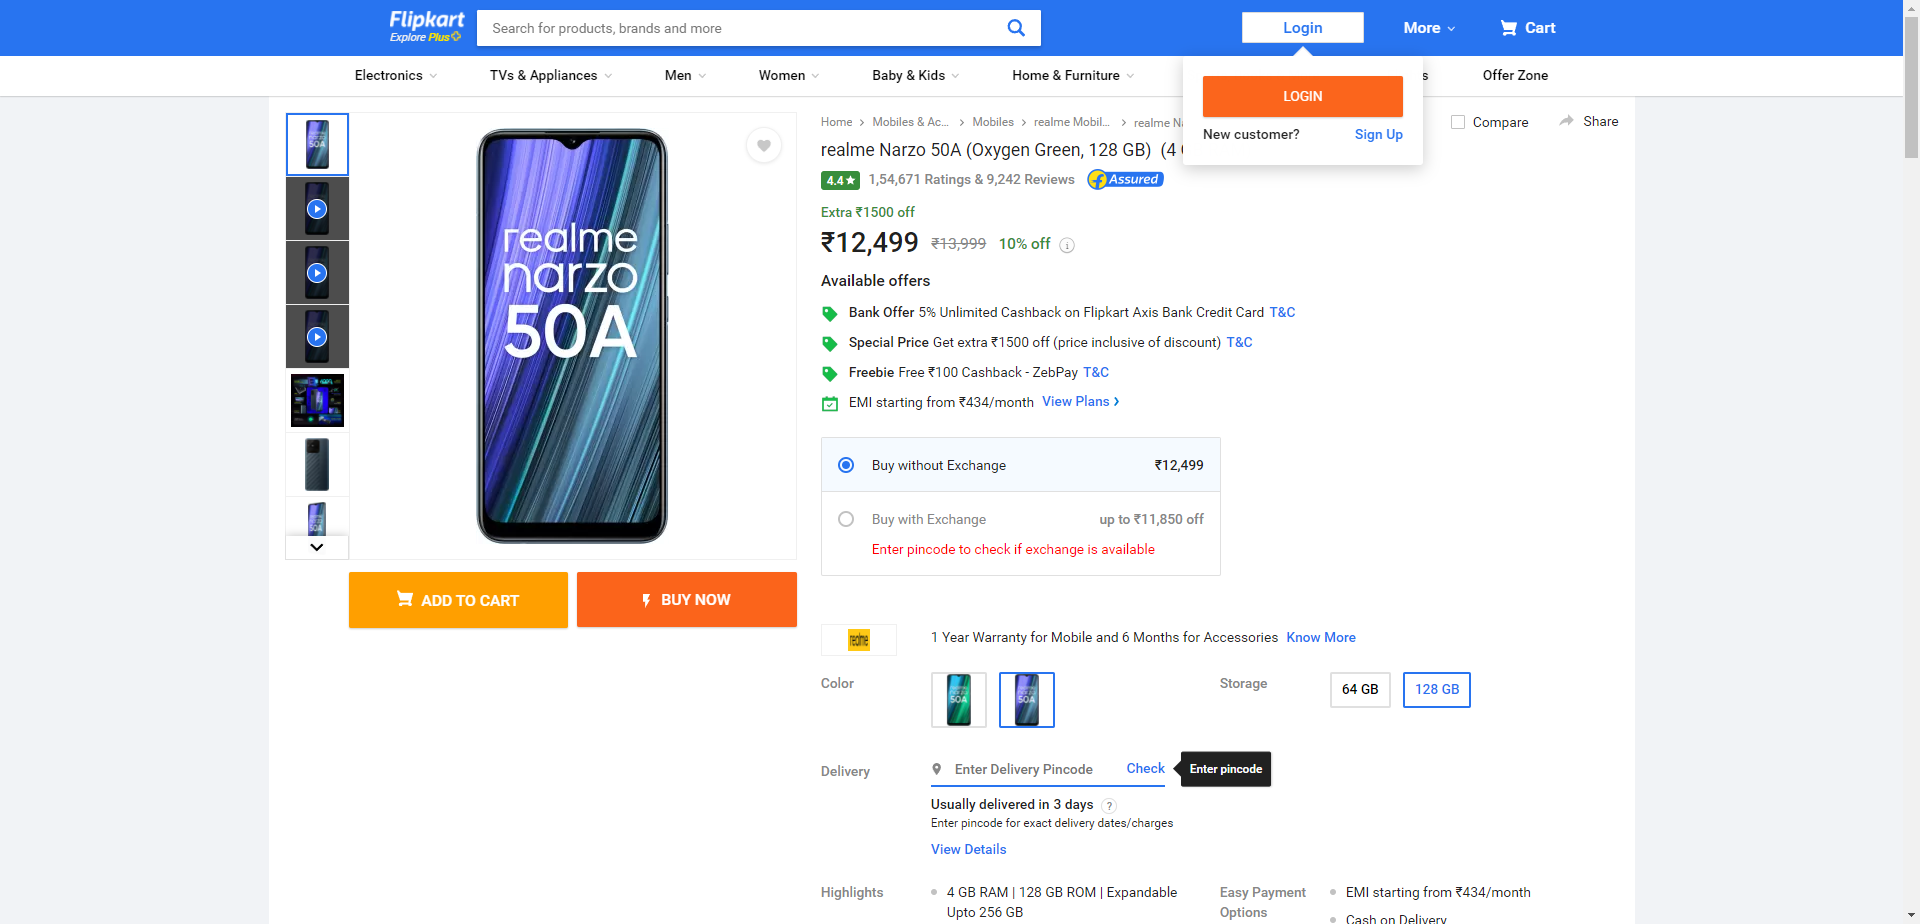 Flipkart
Explore Plus
Search for products, brands and more
Login
More
Cart
Electronics
TVs & Appliances
Men
Women
Baby & Kids
Home & Furniture
s
Offer Zone
LOGIN
New customer?
Sign Up
Home
Mobiles & Ac...
Mobiles
realme Mobil...
realme Na
Compare
Share
realme Narzo 50A (Oxygen Green, 128 GB) (4
4.4★
1,54,671 Ratings & 9,242 Reviews
Assured
Extra ₹1500 off
₹12,499 ₹13,999 10% off
Available offers
Bank Offer 5% Unlimited Cashback on Flipkart Axis Bank Credit Card T&C
Special Price Get extra ₹1500 off (price inclusive of discount) T&C
Freebie Free ₹100 Cashback - ZebPay T&C
EMI starting from ₹434/month View Plans
realme
narzo
50A
Buy without Exchange ₹12,499
Buy with Exchange up to ₹11,850 off
Enter pincode to check if exchange is available
ADD TO CART
BUY NOW
realme
1 Year Warranty for Mobile and 6 Months for Accessories Know More
Color
50A
50A
Storage
64 GB
128 GB
Delivery
Enter Delivery Pincode
Check
Enter pincode
Usually delivered in 3 days ?
Enter pincode for exact delivery dates/charges
View Details
Highlights
4 GB RAM | 128 GB ROM | Expandable
Upto 256 GB
Easy Payment
Options
EMI starting from ₹434/month
Cash on Delivery